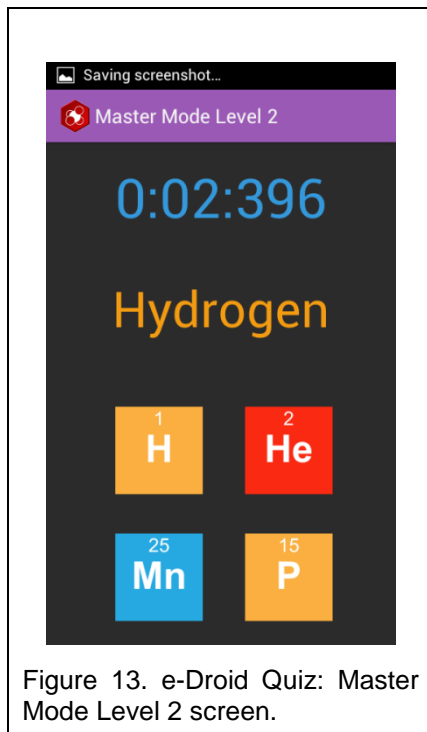 Saving screenshot...
Master Mode Level 2
0:02:396
Hydrogen
1 2
H He
25 15
Mn P
Figure 13. e-Droid Quiz: Master
Mode Level 2 screen.